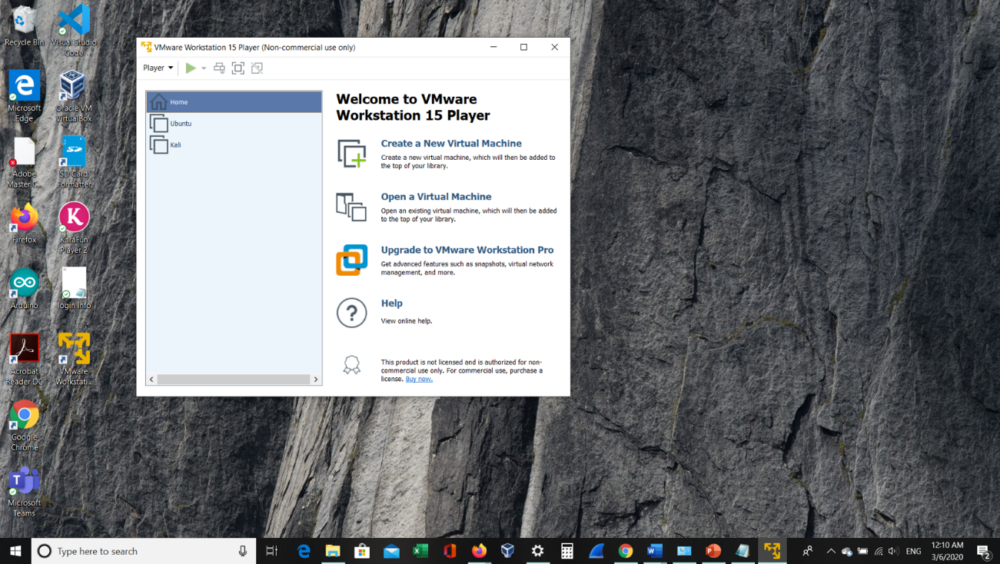 Recycle Bin
Visual Studio
Code
Microsoft
Edge
Oracle VM
VirtualBox
Adobe
Master C...
SD Card
Formatter
Firefox
KaraFun
Player 2
Arduino
login info
Acrobat
Reader DC
VMware
Workstati...
Google
Chrome
Microsoft
Teams
VMware Workstation 15 Player (Non-commercial use only)
Player
Home
Ubuntu
Kali
Welcome to VMware
Workstation 15 Player
Create a New Virtual Machine
Create a new virtual machine, which will then be added to
the top of your library.
Open a Virtual Machine
Open an existing virtual machine, which will then be added
to the top of your library.
Upgrade to VMware Workstation Pro
Get advanced features such as snapshots, virtual network
management, and more.
Help
View online help.
This product is not licensed and is authorized for non-
commercial use only. For commercial use, purchase a
license. Buy now.
Type here to search
ENG
12:10 AM
3/6/2020
2